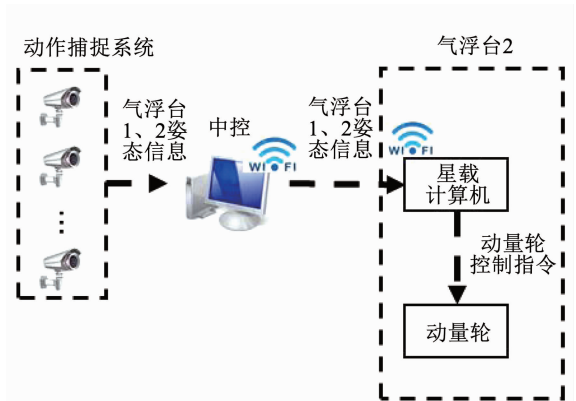 动作捕捉系统
气浮台
1、2姿
态信息
中控
WI FI
气浮台
1、2姿
态信息
气浮台2
WI FI
星载
计算机
动量轮
控制指令
动量轮